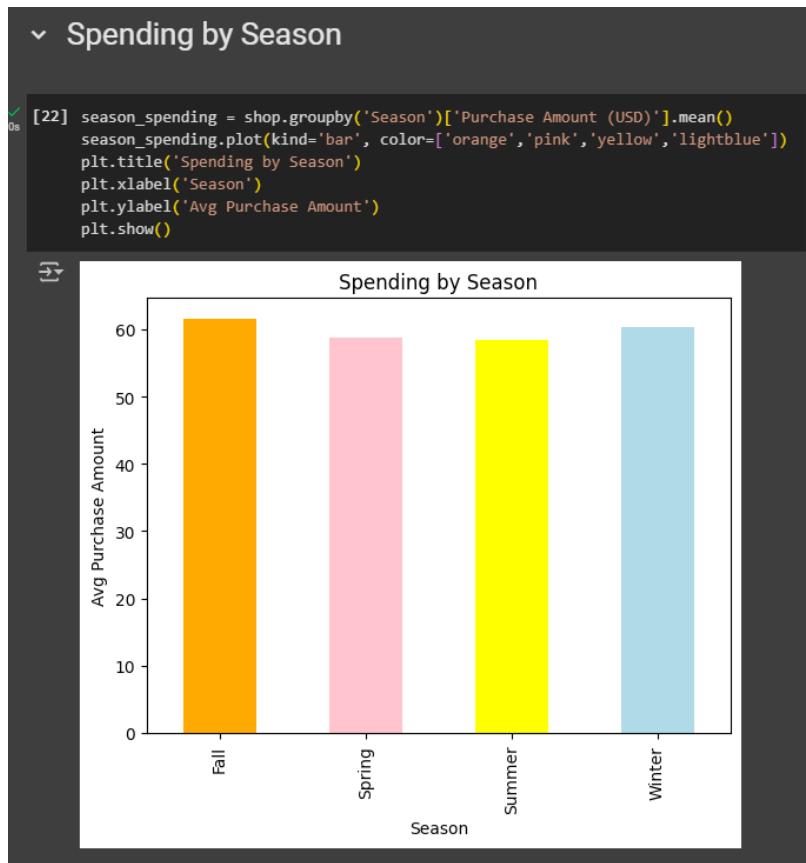 Spending by Season
[22] season_spending = shop.groupby('Season')['Purchase Amount (USD)'].mean()
0s
season_spending.plot(kind='bar', color=['orange','pink','yellow','lightblue'])
plt.title('Spending by Season')
plt.xlabel('Season')
plt.ylabel('Avg Purchase Amount')
plt.show()
Spending by Season
Avg Purchase Amount
60
50
40
30
20
10
0
Fall
Spring
Summer
Winter
Season